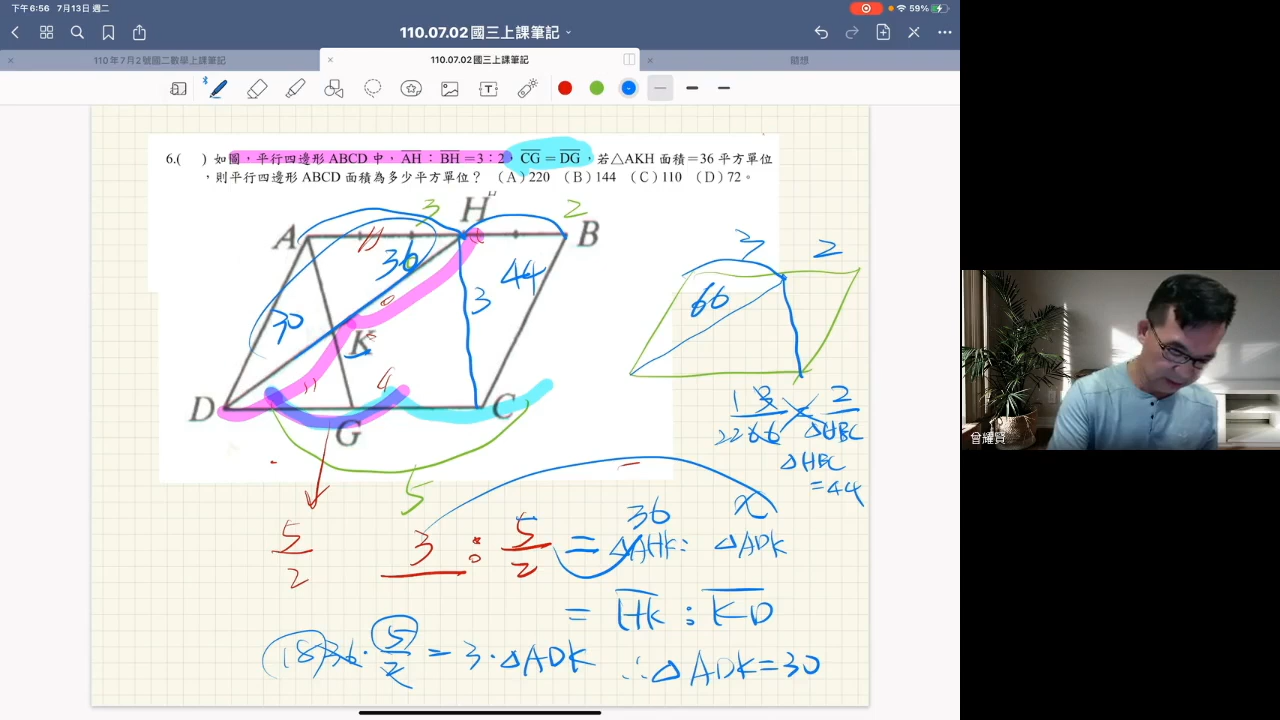 下午6:56 7月13日 週二
59%
110.07.02國三上課筆記
110年7月2號國二數學上課筆記
110.07.02國三上課筆記
隨想
6.( ) 如圖，平行四邊形 ABCD 中，AH：BH＝3：2，CG＝DG，若△AKH 面積＝36 平方單位
，則平行四邊形 ABCD 面積為多少平方單位？ （A）220 （B）144 （C）110 （D）72。
3 H 2
A B
36 44
3
30
K
4
D C
G
5
3 2
66
1 3 2
22 66 △HBC
△HBC
=44
曾耀賢
5
2
36 x
3 : 5/2 = △AHK : △ADK
= HK : KD
(18) 36 · 5/2 = 3 · △ADK ∴ △ADK = 30